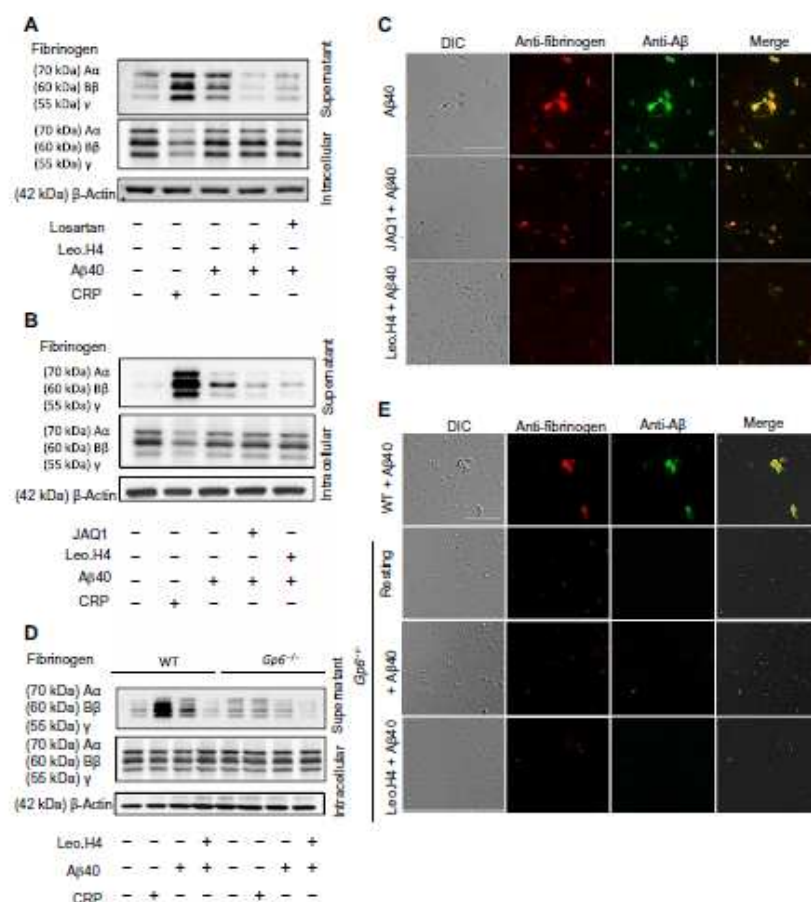 A
Fibrinogen
(70 kDa) Aα
(60 kDa) Bβ
(55 kDa) γ
Supernatant
(70 kDa) Aα
(60 kDa) Bβ
(55 kDa) γ
Intracellular
(42 kDa) β-Actin
Losartan – – – – +
Leo.H4 – – – + –
Aβ40 – – + + +
CRP – + – – –
B
Fibrinogen
(70 kDa) Aα
(60 kDa) Bβ
(55 kDa) γ
Supernatant
(70 kDa) Aα
(60 kDa) Bβ
(55 kDa) γ
Intracellular
(42 kDa) β-Actin
JAQ1 – – – + –
Leo.H4 – – – – +
Aβ40 – – + + +
CRP – + – – –
D
Fibrinogen WT Gp6⁻/⁻
(70 kDa) Aα
(60 kDa) Bβ
(55 kDa) γ
Supernatant
(70 kDa) Aα
(60 kDa) Bβ
(55 kDa) γ
Intracellular
(42 kDa) β-Actin
Leo.H4 – – – + – – – +
Aβ40 – – + + – – + +
CRP – + – – – + – –
C
DIC Anti-fibrinogen Anti-Aβ Merge
Aβ40
JAQ1 + Aβ40
Leo.H4 + Aβ40
E
DIC Anti-fibrinogen Anti-Aβ Merge
WT + Aβ40
Gp6⁻/⁻
Resting
+ Aβ40
Leo.H4 + Aβ40